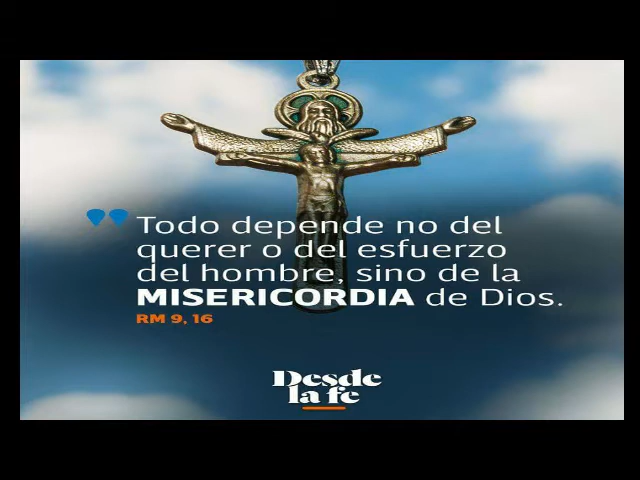 Todo depende no del
querer o del esfuerzo
del hombre, sino de la
MISERICORDIA de Dios.
RM 9, 16
Desde
la fe